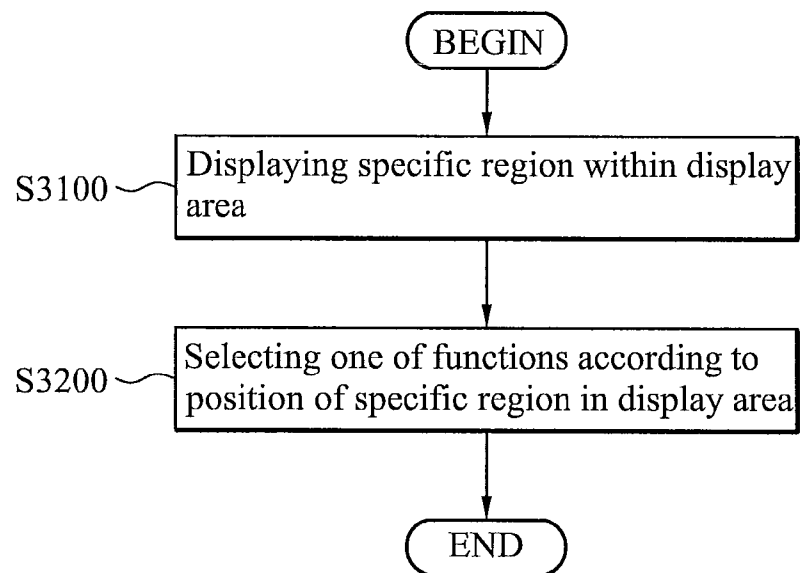 BEGIN
S3100
Displaying specific region within display
area
S3200
Selecting one of functions according to
position of specific region in display area
END